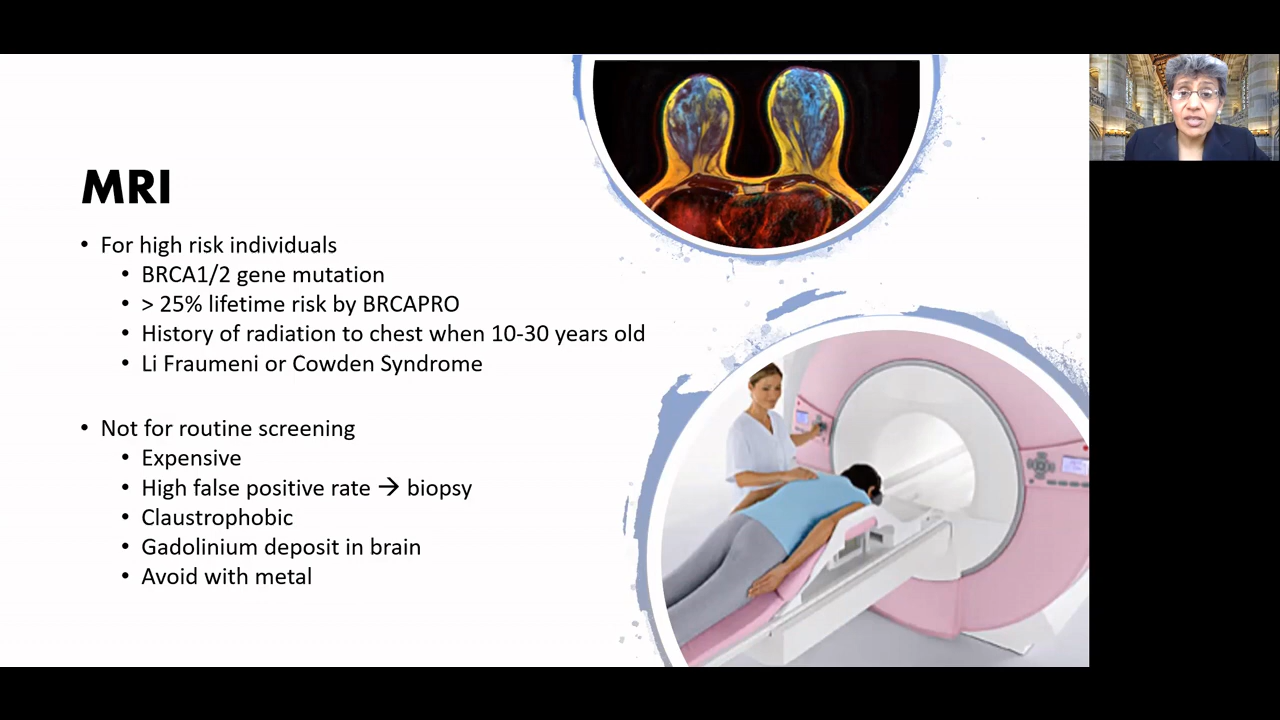 MRI
• For high risk individuals
• BRCA1/2 gene mutation
• > 25% lifetime risk by BRCAPRO
• History of radiation to chest when 10-30 years old
• Li Fraumeni or Cowden Syndrome
• Not for routine screening
• Expensive
• High false positive rate → biopsy
• Claustrophobic
• Gadolinium deposit in brain
• Avoid with metal